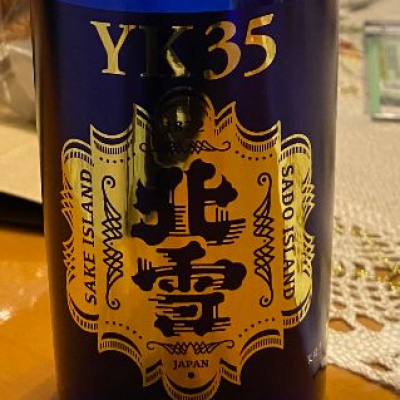 YK35
SAKE ISLAND
北雪
SADO ISLAND
JAPAN